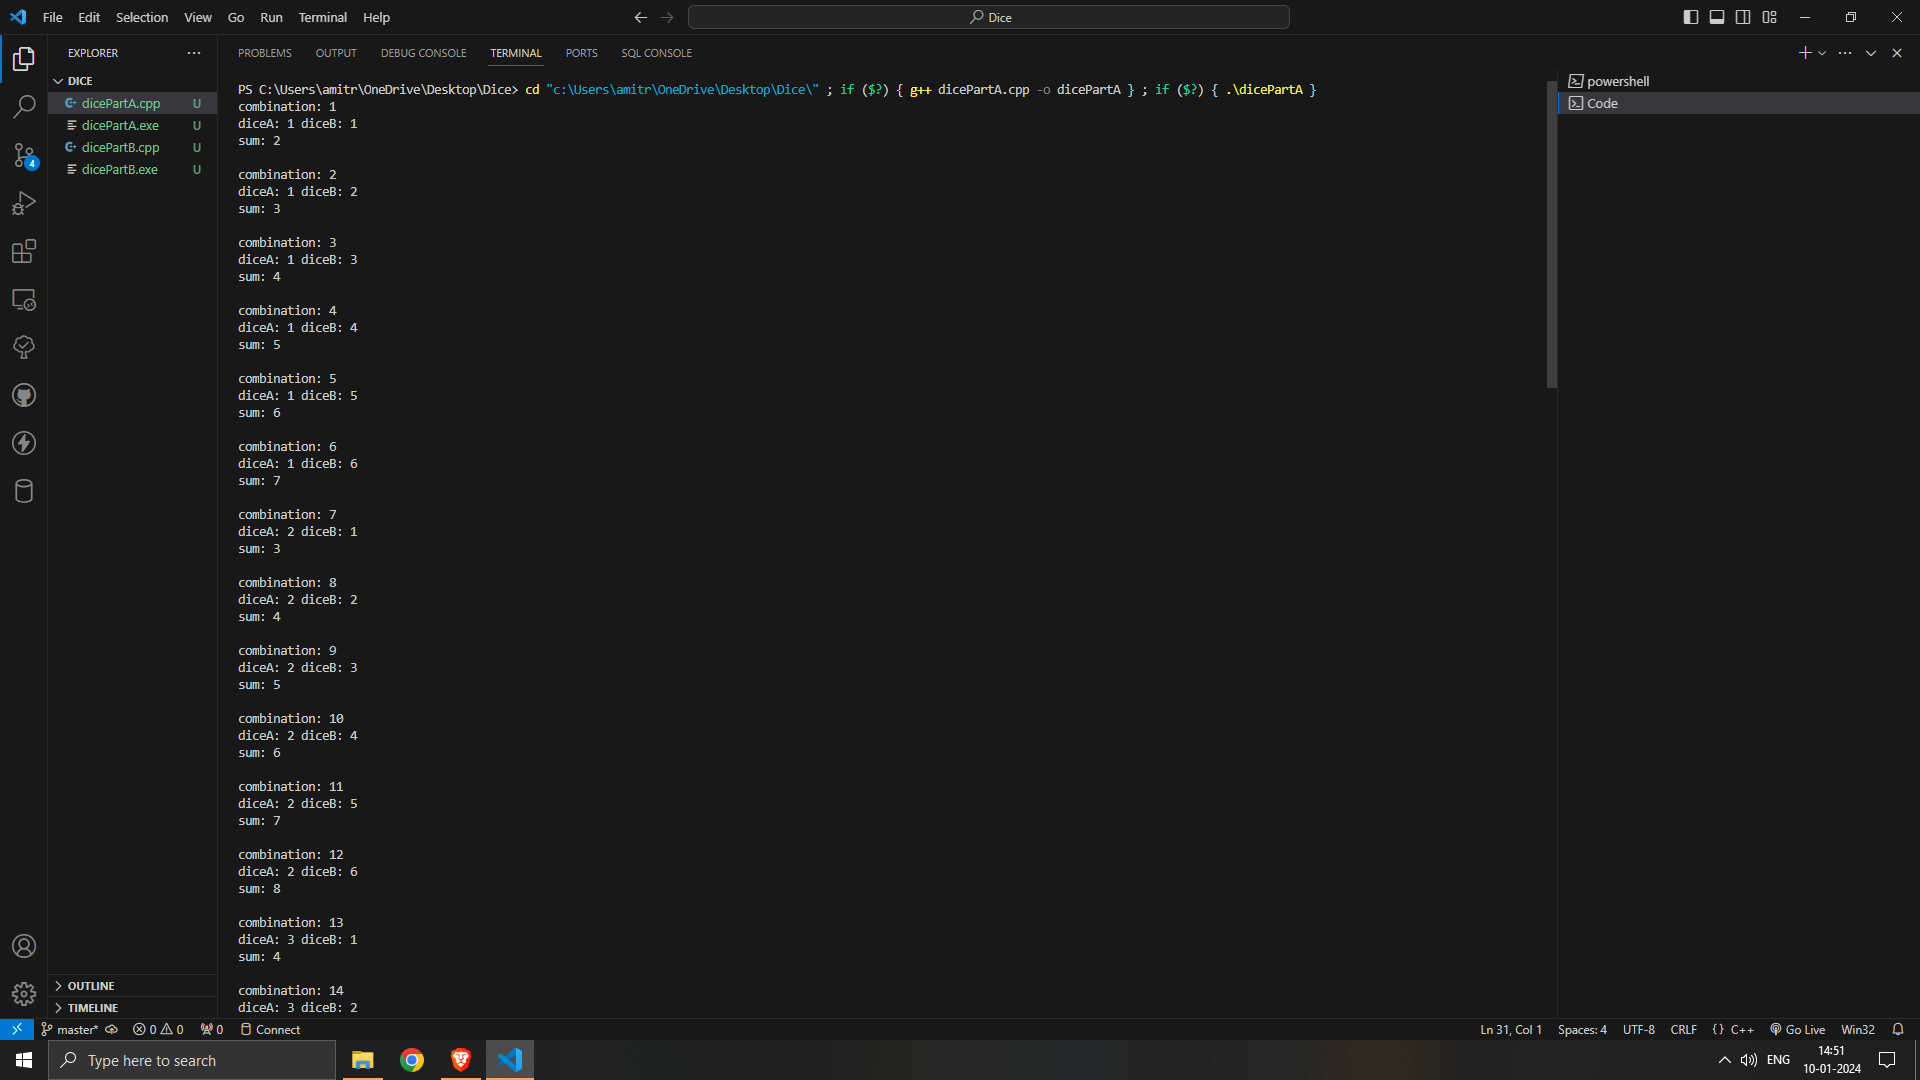 File Edit Selection View Go Run Terminal Help
Dice
EXPLORER
DICE
dicePartA.cpp U
dicePartA.exe U
dicePartB.cpp U
dicePartB.exe U
OUTLINE
TIMELINE
PROBLEMS OUTPUT DEBUG CONSOLE TERMINAL PORTS SQL CONSOLE
PS C:\Users\amitr\OneDrive\Desktop\Dice> cd "c:\Users\amitr\OneDrive\Desktop\Dice\" ; if ($?) { g++ dicePartA.cpp -o dicePartA } ; if ($?) { .\dicePartA }
combination: 1
diceA: 1 diceB: 1
sum: 2
combination: 2
diceA: 1 diceB: 2
sum: 3
combination: 3
diceA: 1 diceB: 3
sum: 4
combination: 4
diceA: 1 diceB: 4
sum: 5
combination: 5
diceA: 1 diceB: 5
sum: 6
combination: 6
diceA: 1 diceB: 6
sum: 7
combination: 7
diceA: 2 diceB: 1
sum: 3
combination: 8
diceA: 2 diceB: 2
sum: 4
combination: 9
diceA: 2 diceB: 3
sum: 5
combination: 10
diceA: 2 diceB: 4
sum: 6
combination: 11
diceA: 2 diceB: 5
sum: 7
combination: 12
diceA: 2 diceB: 6
sum: 8
combination: 13
diceA: 3 diceB: 1
sum: 4
combination: 14
diceA: 3 diceB: 2
powershell
Code
4
master* 0 0 0 Connect
Ln 31, Col 1 Spaces: 4 UTF-8 CRLF {} C++ Go Live Win32
Type here to search
ENG
14:51
10-01-2024